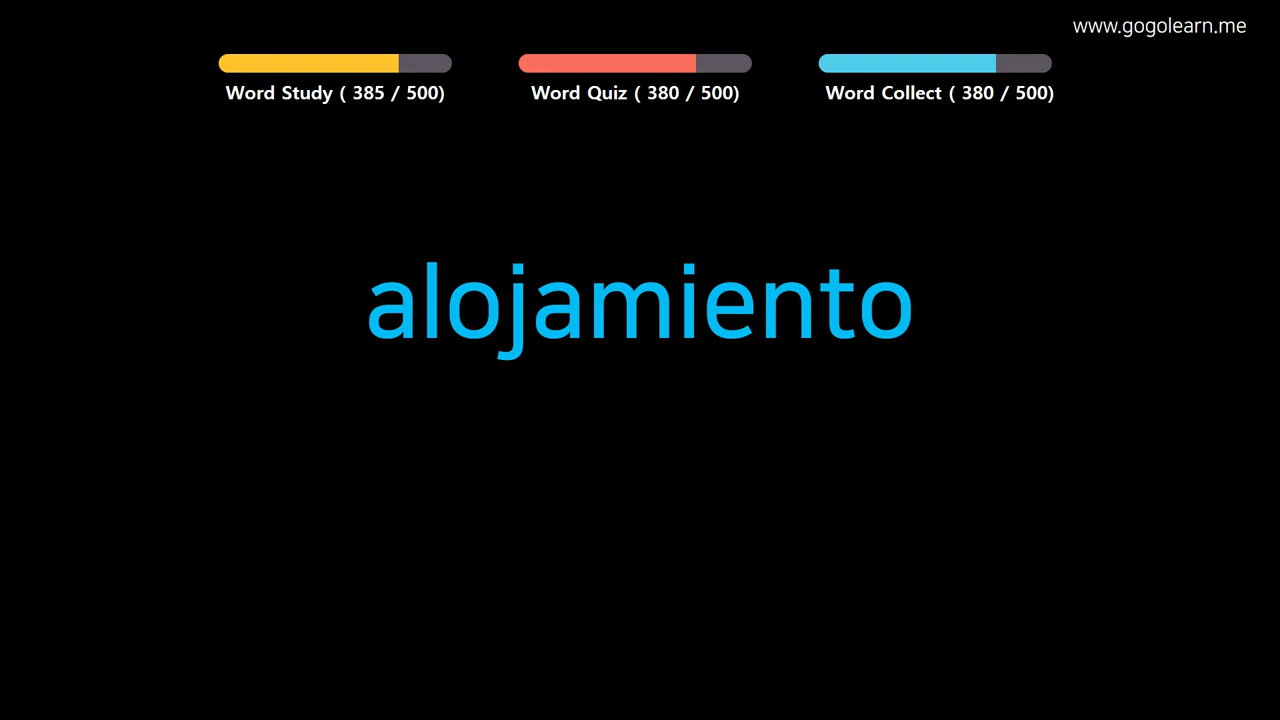 www.gogolearn.me
Word Study ( 385 / 500)
Word Quiz ( 380 / 500)
Word Collect ( 380 / 500)
alojamiento